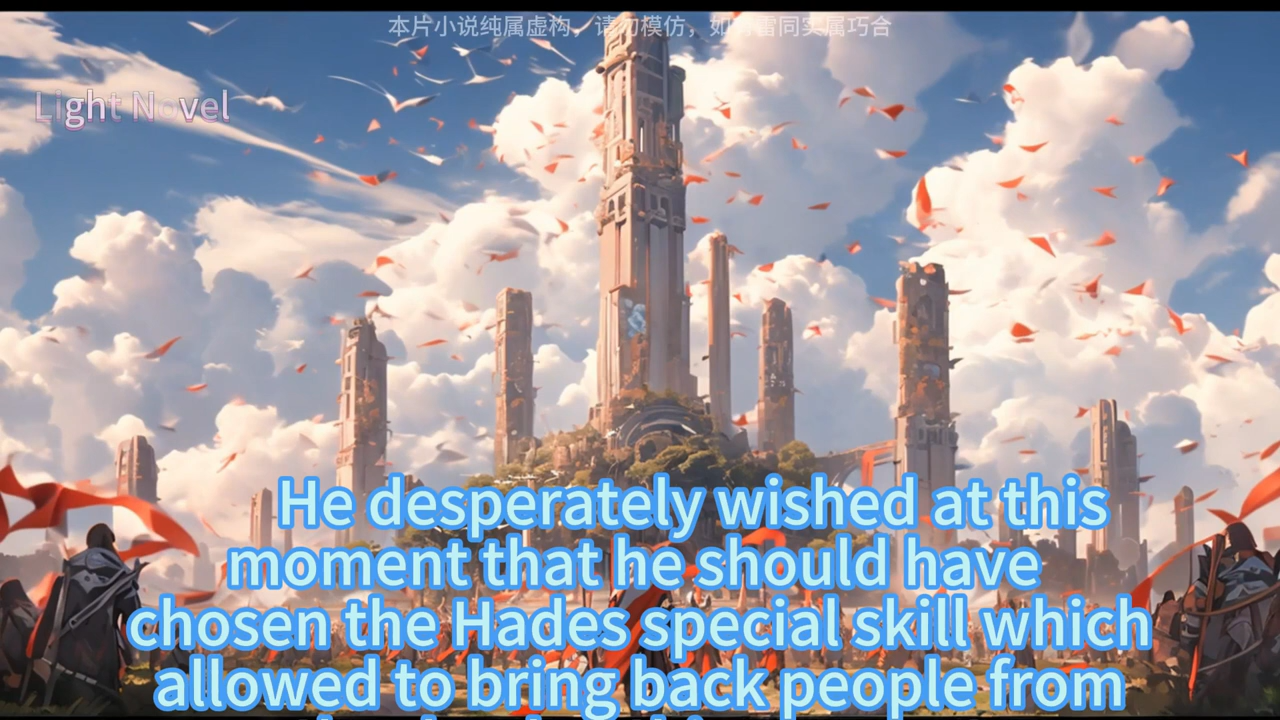 本片小说纯属虚构，请勿模仿，如有雷同实属巧合
Light Novel
He desperately wished at this
moment that he should have
chosen the Hades special skill which
allowed to bring back people from